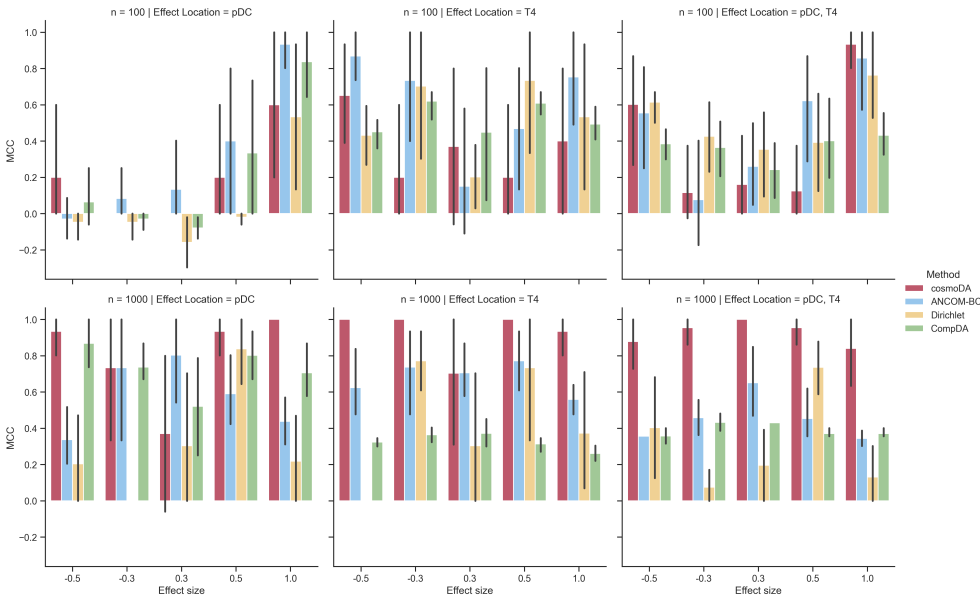 n = 100 | Effect Location = pDC
n = 100 | Effect Location = T4
n = 100 | Effect Location = pDC, T4
1.0
0.8
0.6
0.4
0.2
0.0
−0.2
MCC
n = 1000 | Effect Location = pDC
n = 1000 | Effect Location = T4
n = 1000 | Effect Location = pDC, T4
1.0
0.8
0.6
0.4
0.2
0.0
−0.2
MCC
-0.5 -0.3 0.3 0.5 1.0
Effect size
-0.5 -0.3 0.3 0.5 1.0
Effect size
-0.5 -0.3 0.3 0.5 1.0
Effect size
Method
cosmoDA
ANCOM-BC
Dirichlet
CompDA